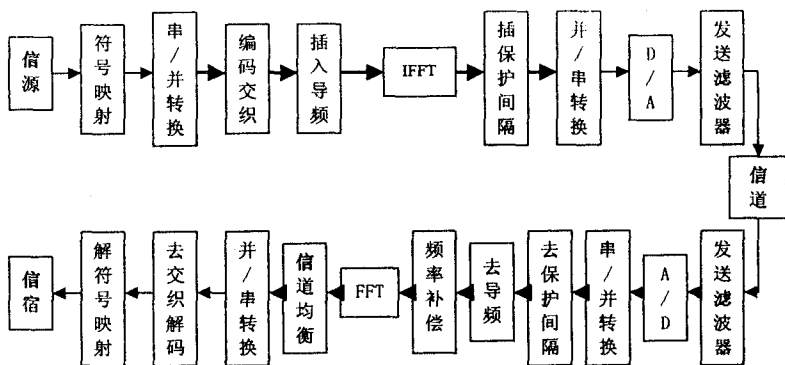 信源
符号映射
串/并转换
编码交织
插入导频
IFFT
插保护间隔
并/串转换
D/A
发送滤波器
信道
发送滤波器
A/D
串/并转换
去保护间隔
去导频
频率补偿
FFT
信道均衡
并/串转换
去交织解码
解符号映射
信宿